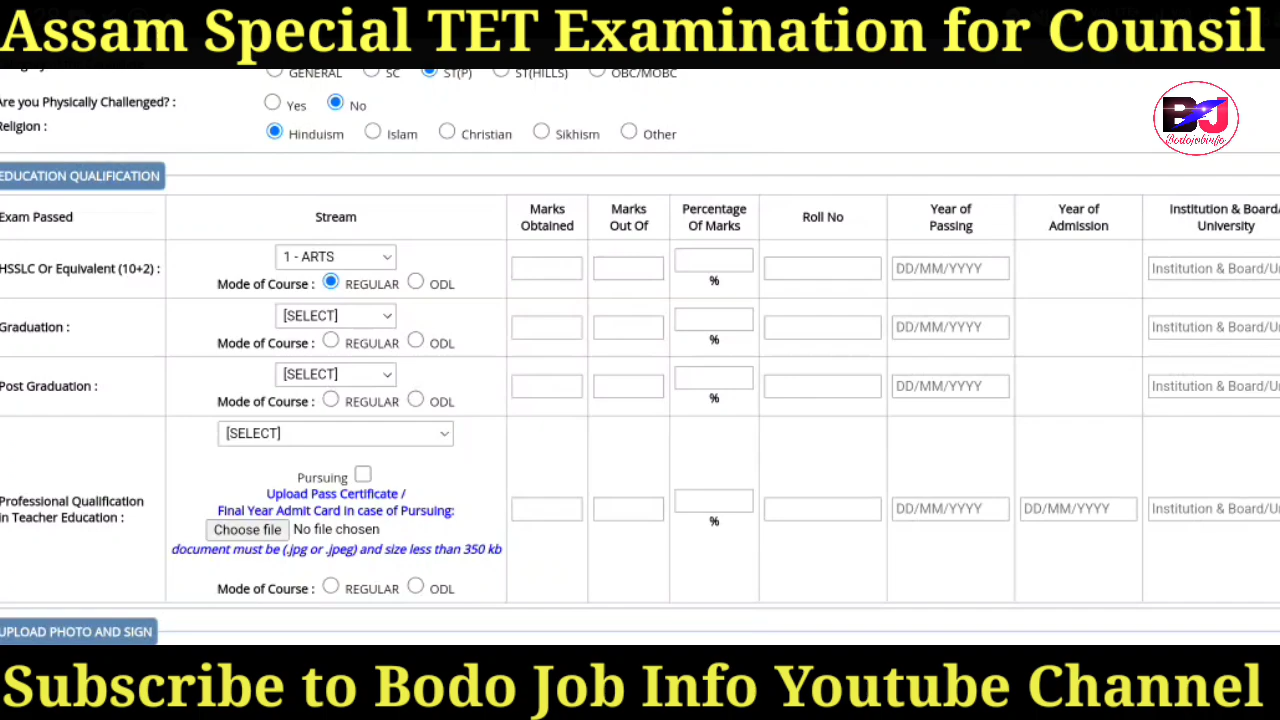 Assam Special TET Examination for Counsil
GENERAL SC ST(P) ST(HILLS) OBC/MOBC
Are you Physically Challenged? : Yes No
Religion : Hinduism Islam Christian Sikhism Other
BJ
Bodojobinfo
EDUCATION QUALIFICATION
Exam Passed Stream Marks Obtained Marks Out Of Percentage Of Marks Roll No Year of Passing Year of Admission Institution & Board/ University
HSSLC Or Equivalent (10+2) : 1 - ARTS DD/MM/YYYY Institution & Board/Un
Mode of Course : REGULAR ODL %
Graduation : [SELECT] DD/MM/YYYY Institution & Board/Un
Mode of Course : REGULAR ODL %
Post Graduation : [SELECT] DD/MM/YYYY Institution & Board/Un
Mode of Course : REGULAR ODL %
[SELECT]
Pursuing
Upload Pass Certificate /
Professional Qualification in Teacher Education : Final Year Admit Card in case of Pursuing: % DD/MM/YYYY DD/MM/YYYY Institution & Board/Un
Choose file No file chosen
document must be (.jpg or .jpeg) and size less than 350 kb
Mode of Course : REGULAR ODL
UPLOAD PHOTO AND SIGN
Subscribe to Bodo Job Info Youtube Channel